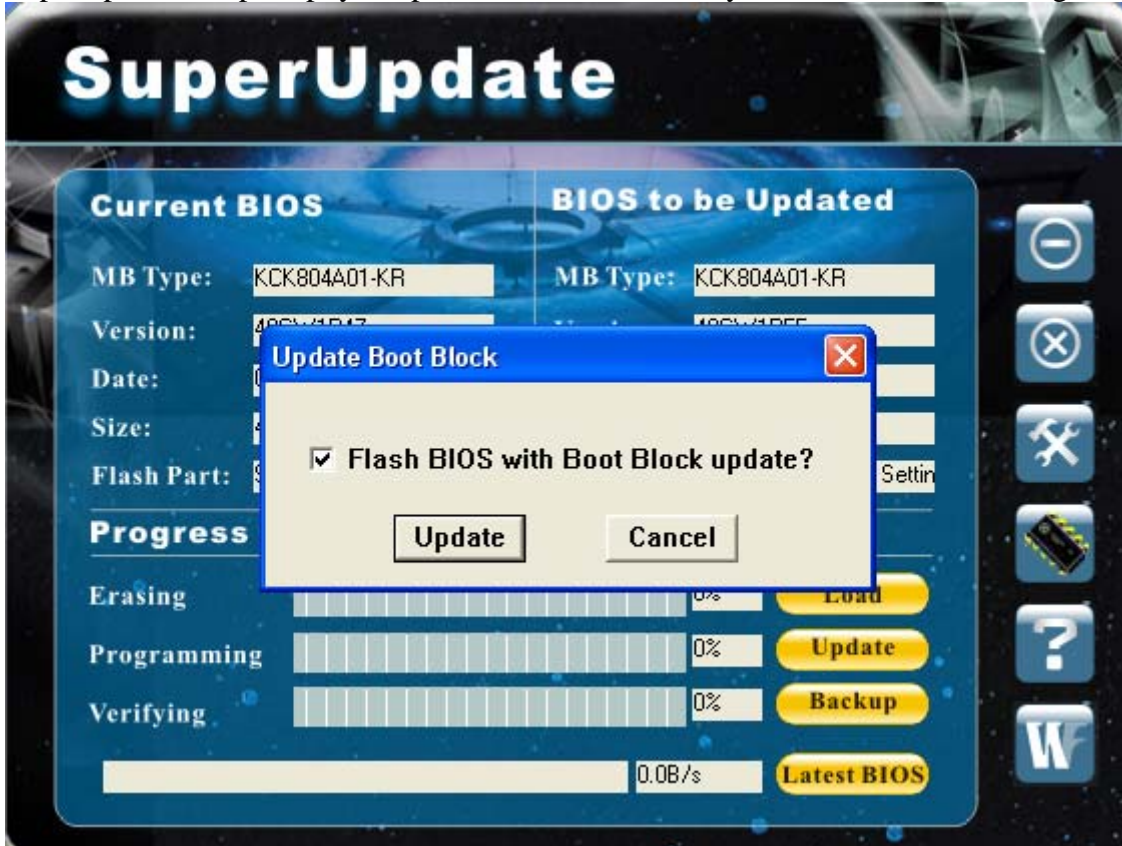 SuperUpdate
Current BIOS
BIOS to be Updated
MB Type: KCK804A01-KR
MB Type: KCK804A01-KR
Version:
Date:
Size:
Flash Part:
Settin
Update Boot Block
Flash BIOS with Boot Block update?
Update Cancel
Progress
Erasing 0% Load
Programming 0% Update
Verifying 0% Backup
0.0B/s Latest BIOS